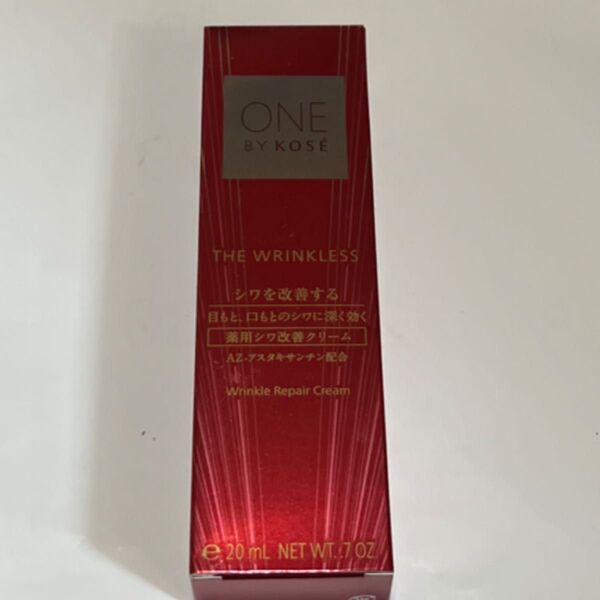 ONE
BY KOSÉ
THE WRINKLESS
シワを改善する
目もと、口もとのシワに深く効く
薬用シワ改善クリーム
AZ-アスタキサンチン配合
Wrinkle Repair Cream
℮ 20 mL NET WT. .7 OZ